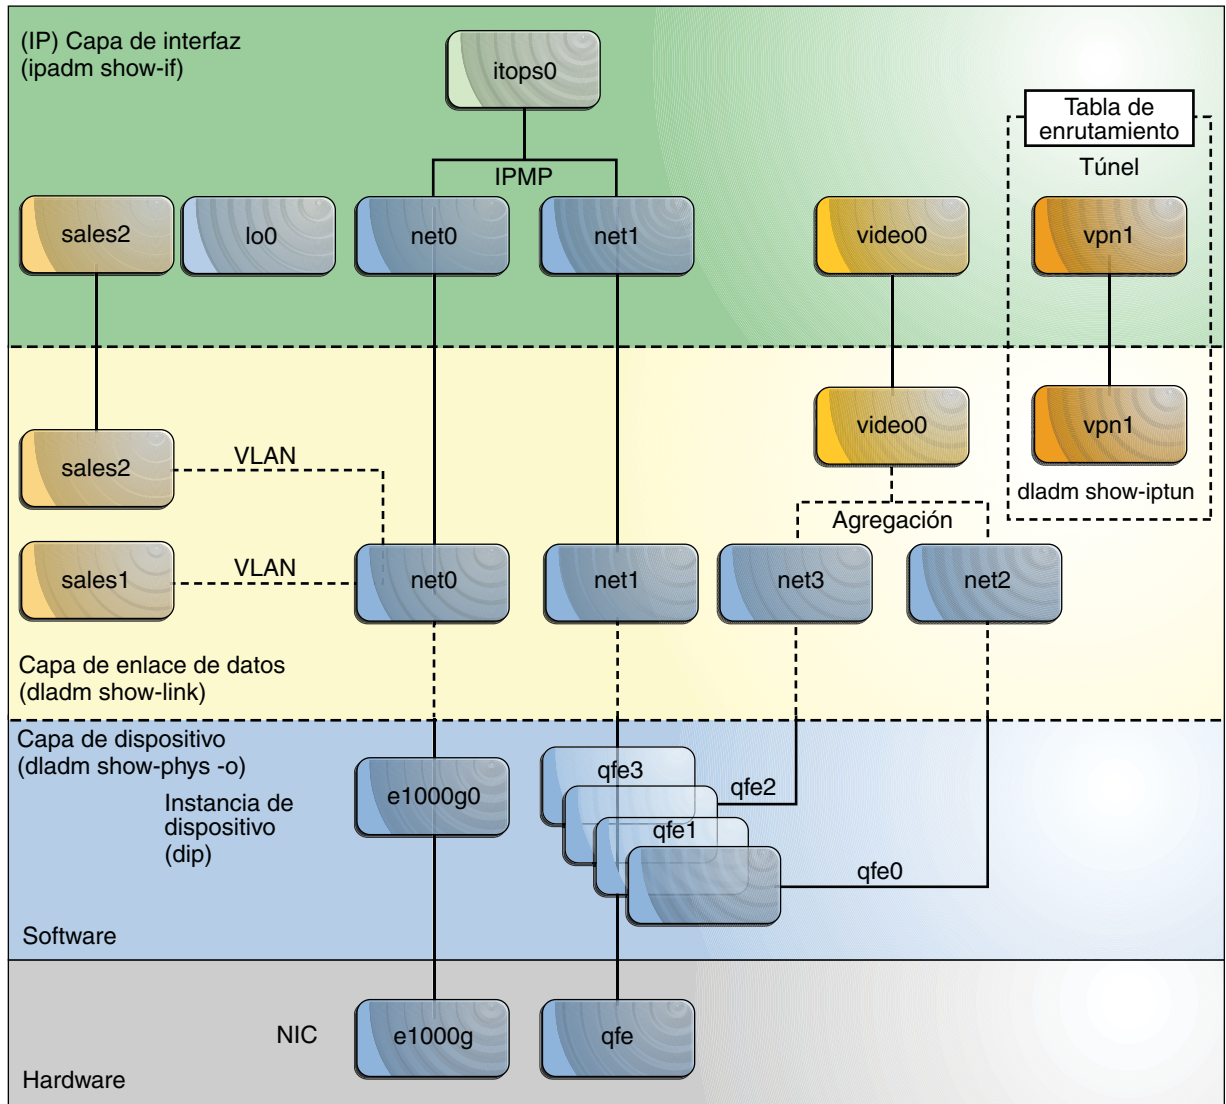 (IP) Capa de interfaz
(ipadm show-if)
itops0
Tabla de
enrutamiento
IPMP
Túnel
sales2
lo0
net0
net1
video0
vpn1
video0
vpn1
sales2
VLAN
dladm show-iptun
Agregación
sales1
VLAN
net0
net1
net3
net2
Capa de enlace de datos
(dladm show-link)
Capa de dispositivo
(dladm show-phys -o)
Instancia de
dispositivo
(dip)
e1000g0
qfe3
qfe2
qfe1
qfe0
Software
NIC
e1000g
qfe
Hardware